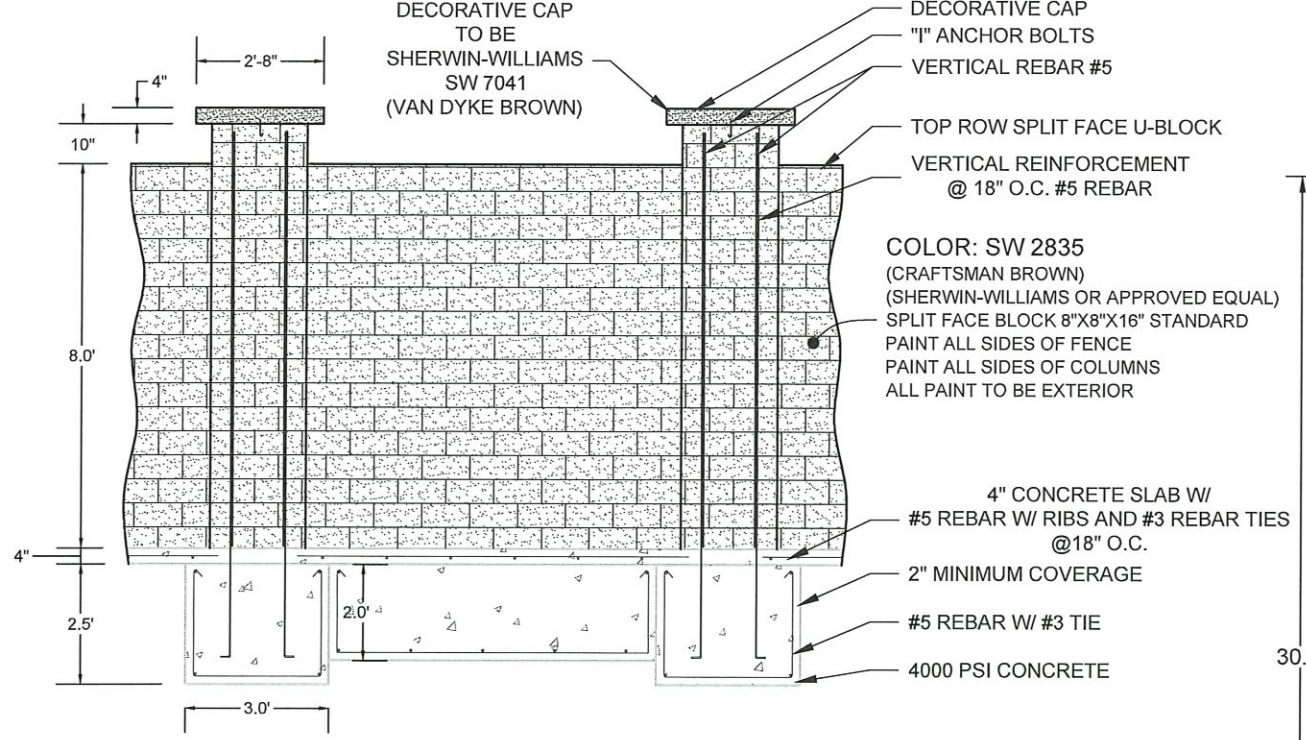 DECORATIVE CAP
TO BE
SHERWIN-WILLIAMS
SW 7041
(VAN DYKE BROWN)
2'-8"
4"
10"
8.0'
4"
2.5'
2.0'
3.0'
DECORATIVE CAP
"I" ANCHOR BOLTS
VERTICAL REBAR #5
TOP ROW SPLIT FACE U-BLOCK
VERTICAL REINFORCEMENT
@ 18" O.C. #5 REBAR
COLOR: SW 2835
(CRAFTSMAN BROWN)
(SHERWIN-WILLIAMS OR APPROVED EQUAL)
SPLIT FACE BLOCK 8"X8"X16" STANDARD
PAINT ALL SIDES OF FENCE
PAINT ALL SIDES OF COLUMNS
ALL PAINT TO BE EXTERIOR
4" CONCRETE SLAB W/
#5 REBAR W/ RIBS AND #3 REBAR TIES
@18" O.C.
2" MINIMUM COVERAGE
#5 REBAR W/ #3 TIE
4000 PSI CONCRETE
30.